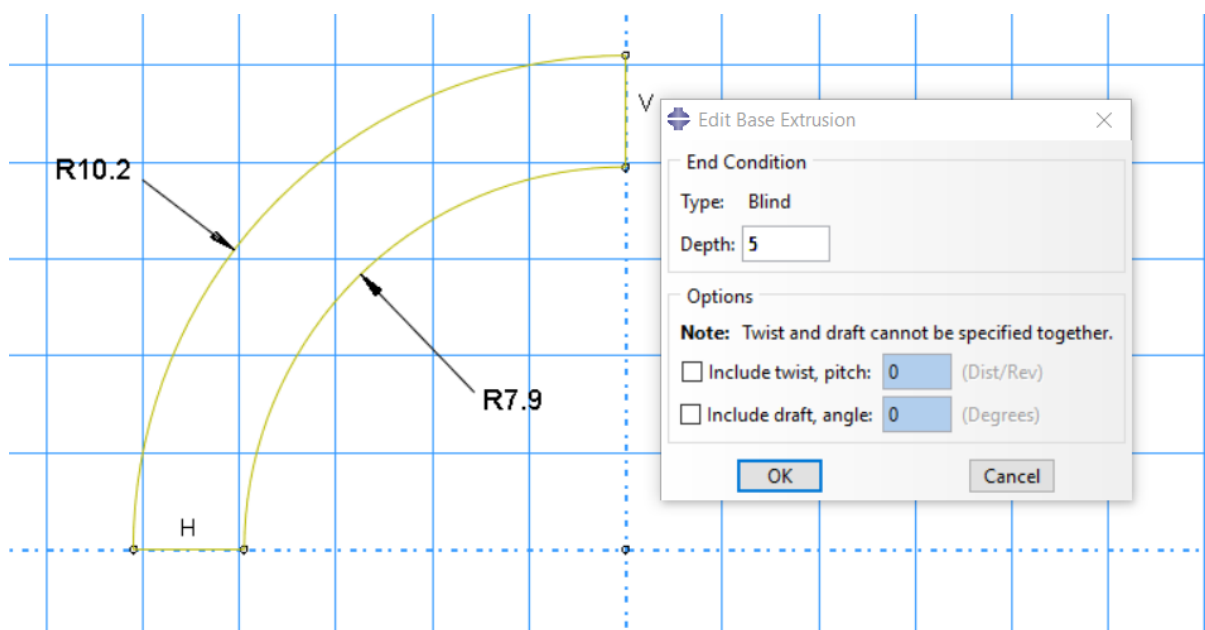 V
R10.2
R7.9
H
Edit Base Extrusion
End Condition
Type: Blind
Depth: 5
Options
Note: Twist and draft cannot be specified together.
Include twist, pitch: 0 (Dist/Rev)
Include draft, angle: 0 (Degrees)
OK Cancel